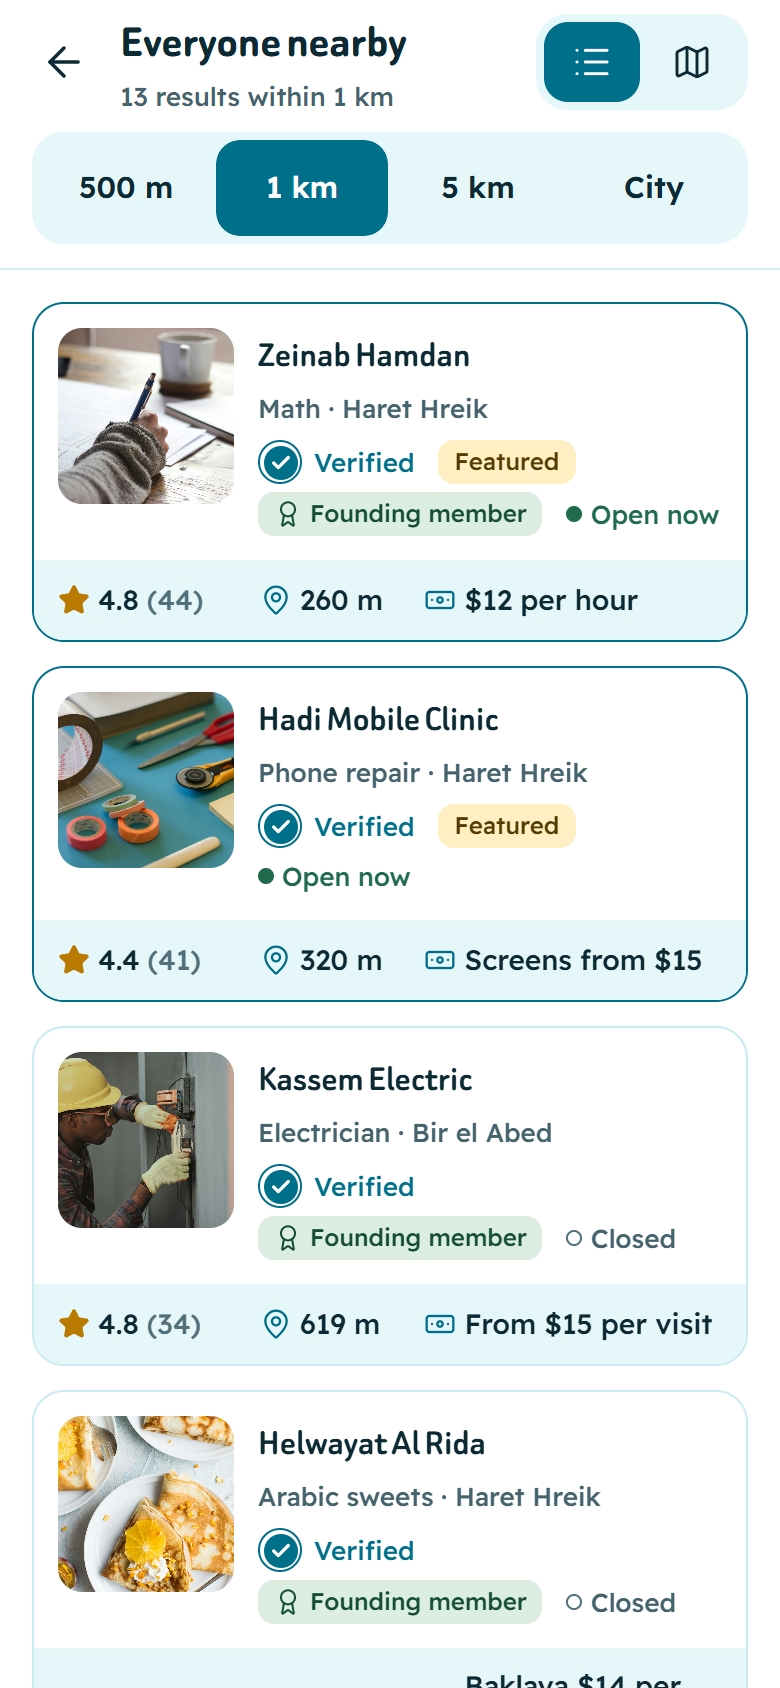 Everyone nearby
13 results within 1 km
500 m 1 km 5 km City
Zeinab Hamdan
Math · Haret Hreik
Verified Featured
Founding member Open now
4.8 (44) 260 m $12 per hour
Hadi Mobile Clinic
Phone repair · Haret Hreik
Verified Featured
Open now
4.4 (41) 320 m Screens from $15
Kassem Electric
Electrician · Bir el Abed
Verified
Founding member Closed
4.8 (34) 619 m From $15 per visit
Helwayat Al Rida
Arabic sweets · Haret Hreik
Verified
Founding member Closed
Baklava $14 per